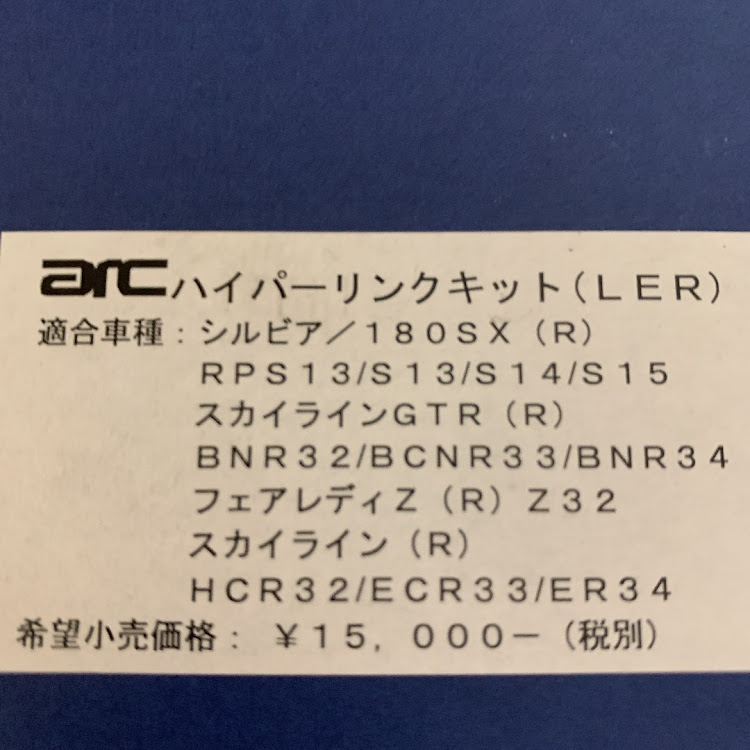 arcハイパーリンクキット(LER)
適合車種：シルビア／180SX（R）
RPS13/S13/S14/S15
スカイラインGTR（R）
BNR32/BCNR33/BNR34
フェアレディZ（R）Z32
スカイライン（R）
HCR32/ECR33/ER34
希望小売価格：￥15，000－（税別）